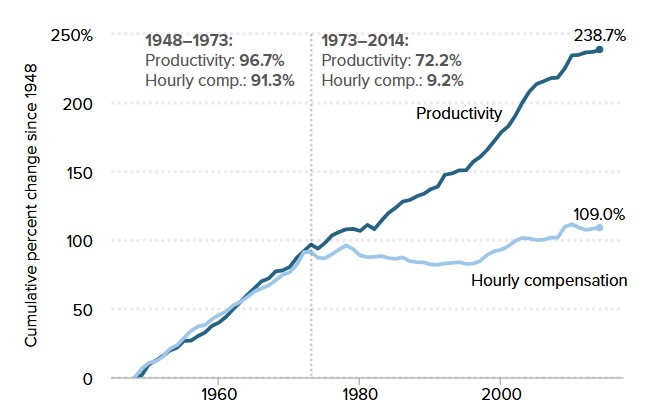 250%
1948–1973:
Productivity: 96.7%
Hourly comp.: 91.3%
1973–2014:
Productivity: 72.2%
Hourly comp.: 9.2%
238.7%
Cumulative percent change since 1948
200
Productivity
150
109.0%
100
Hourly compensation
50
0
1960
1980
2000